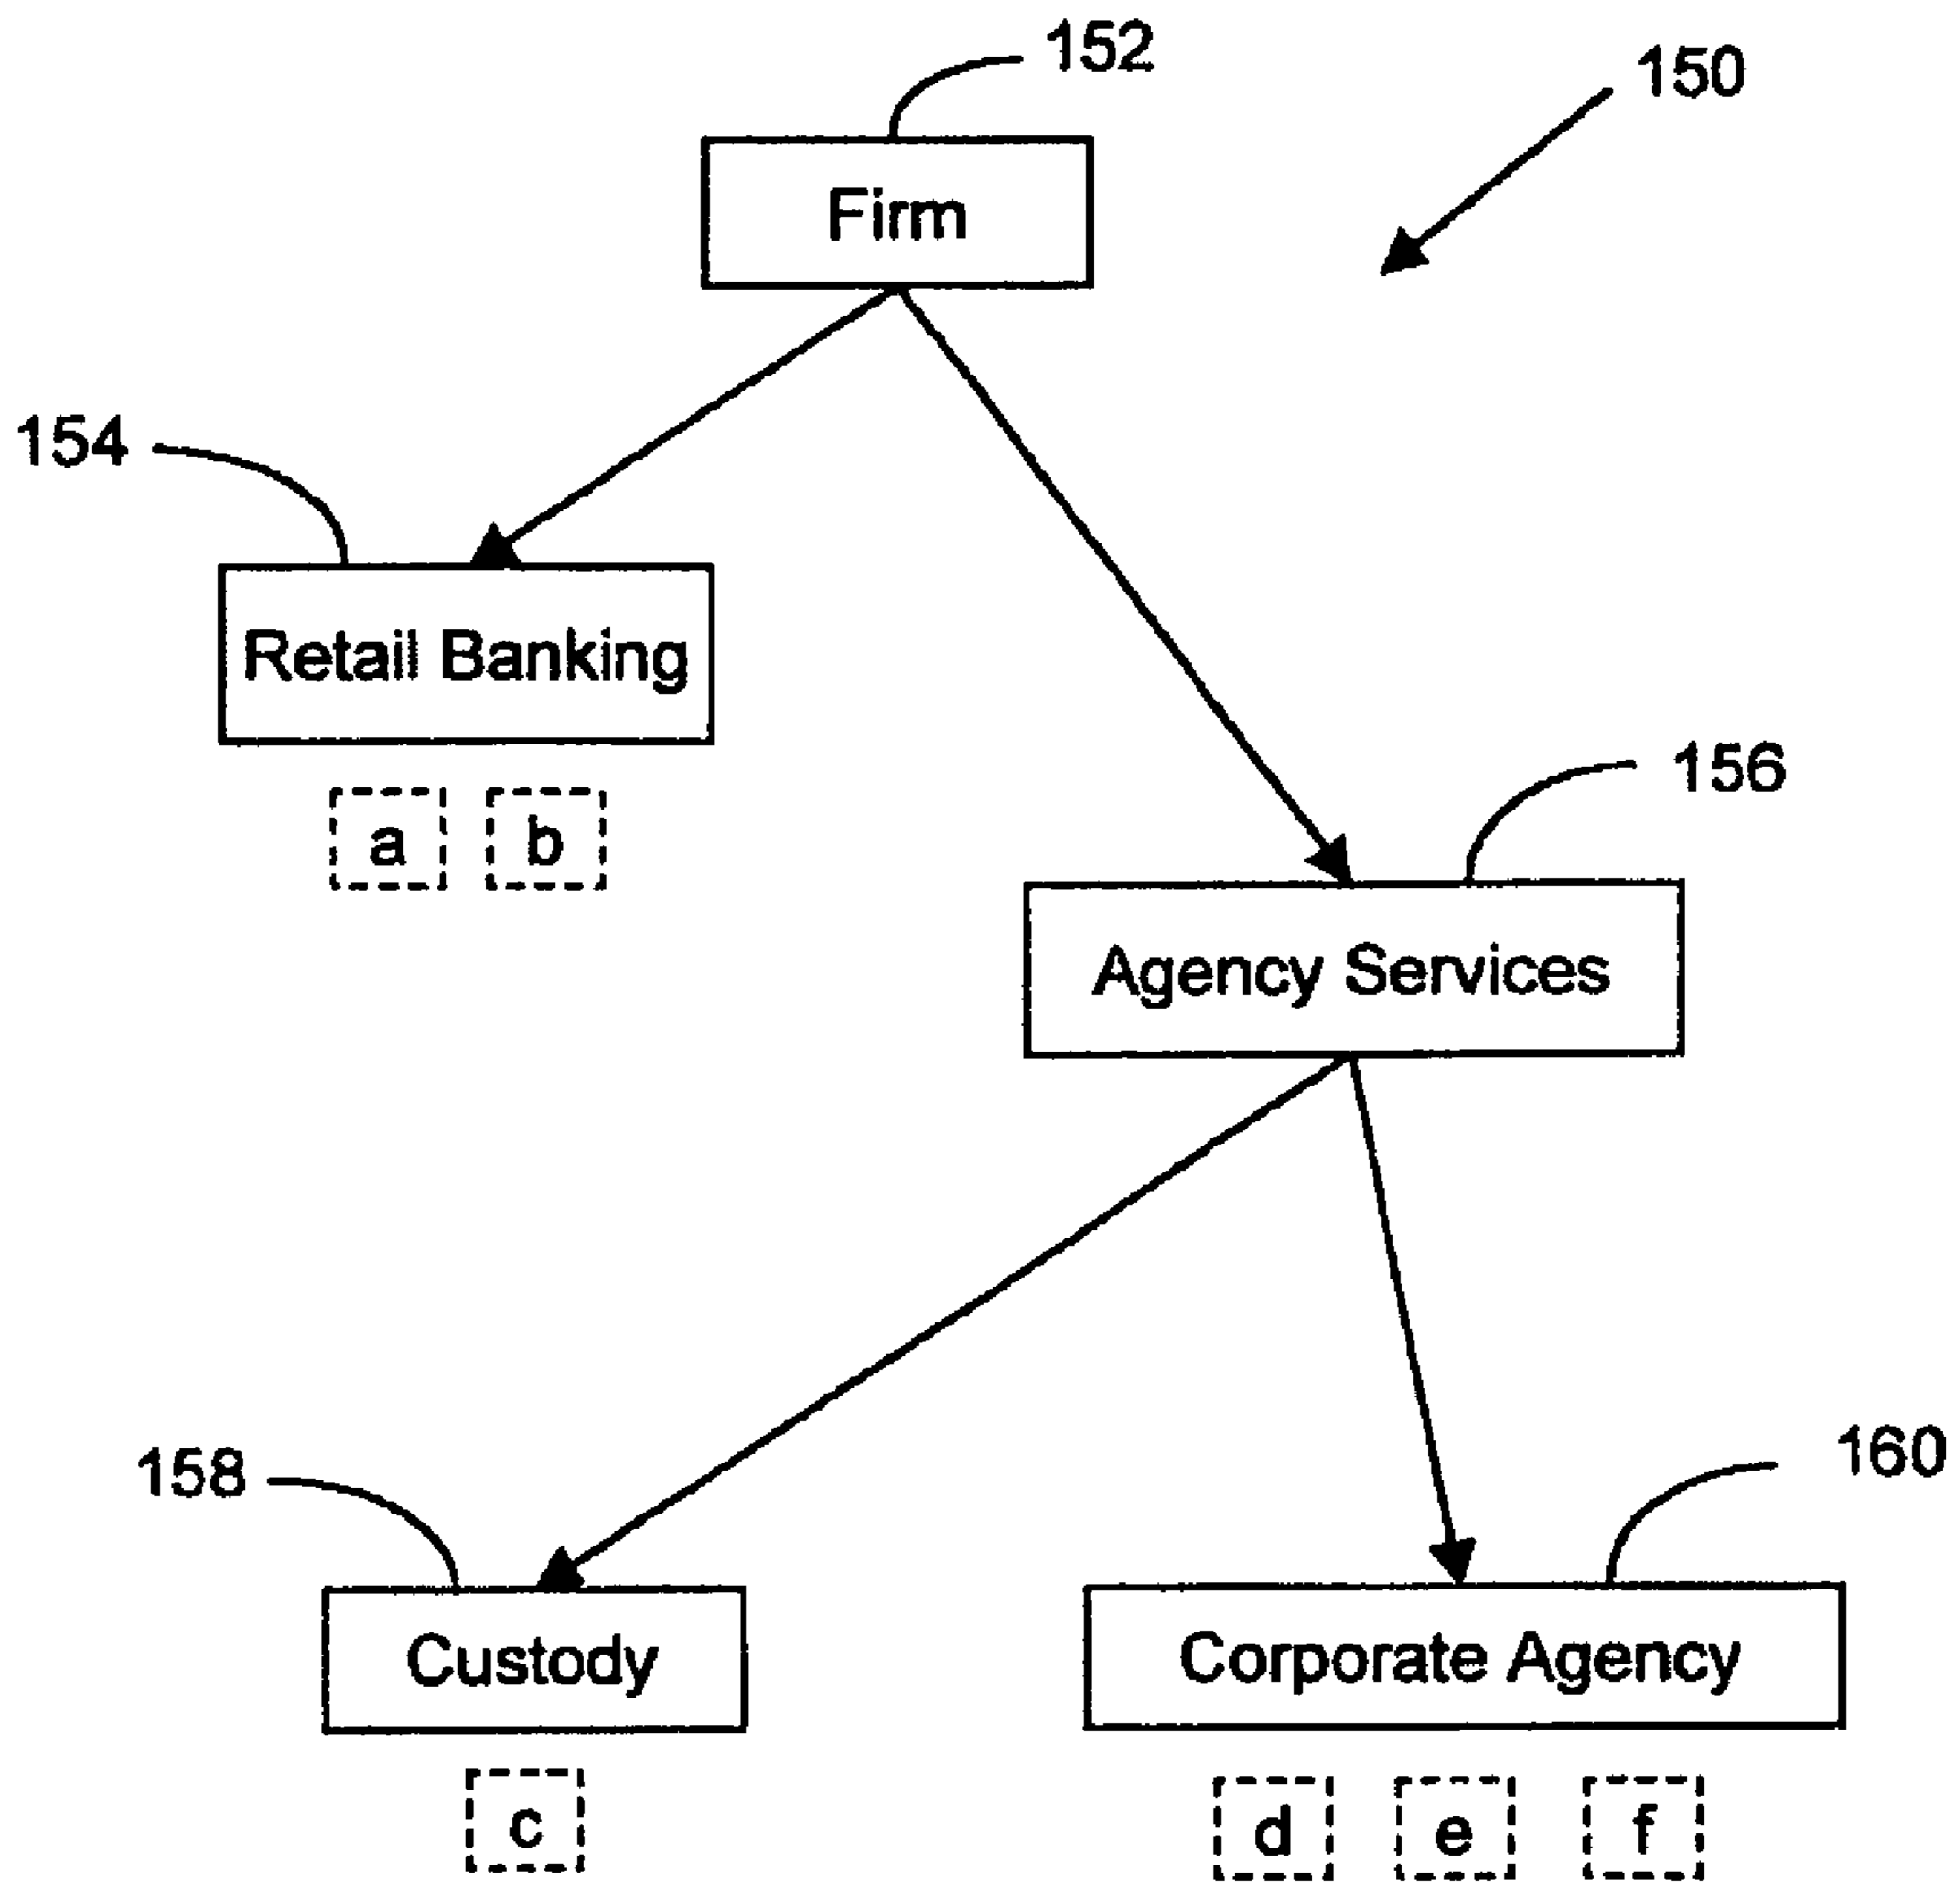 152
150
Firm
154
Retail Banking
a b
156
Agency Services
158
160
Custody
Corporate Agency
c
d e f